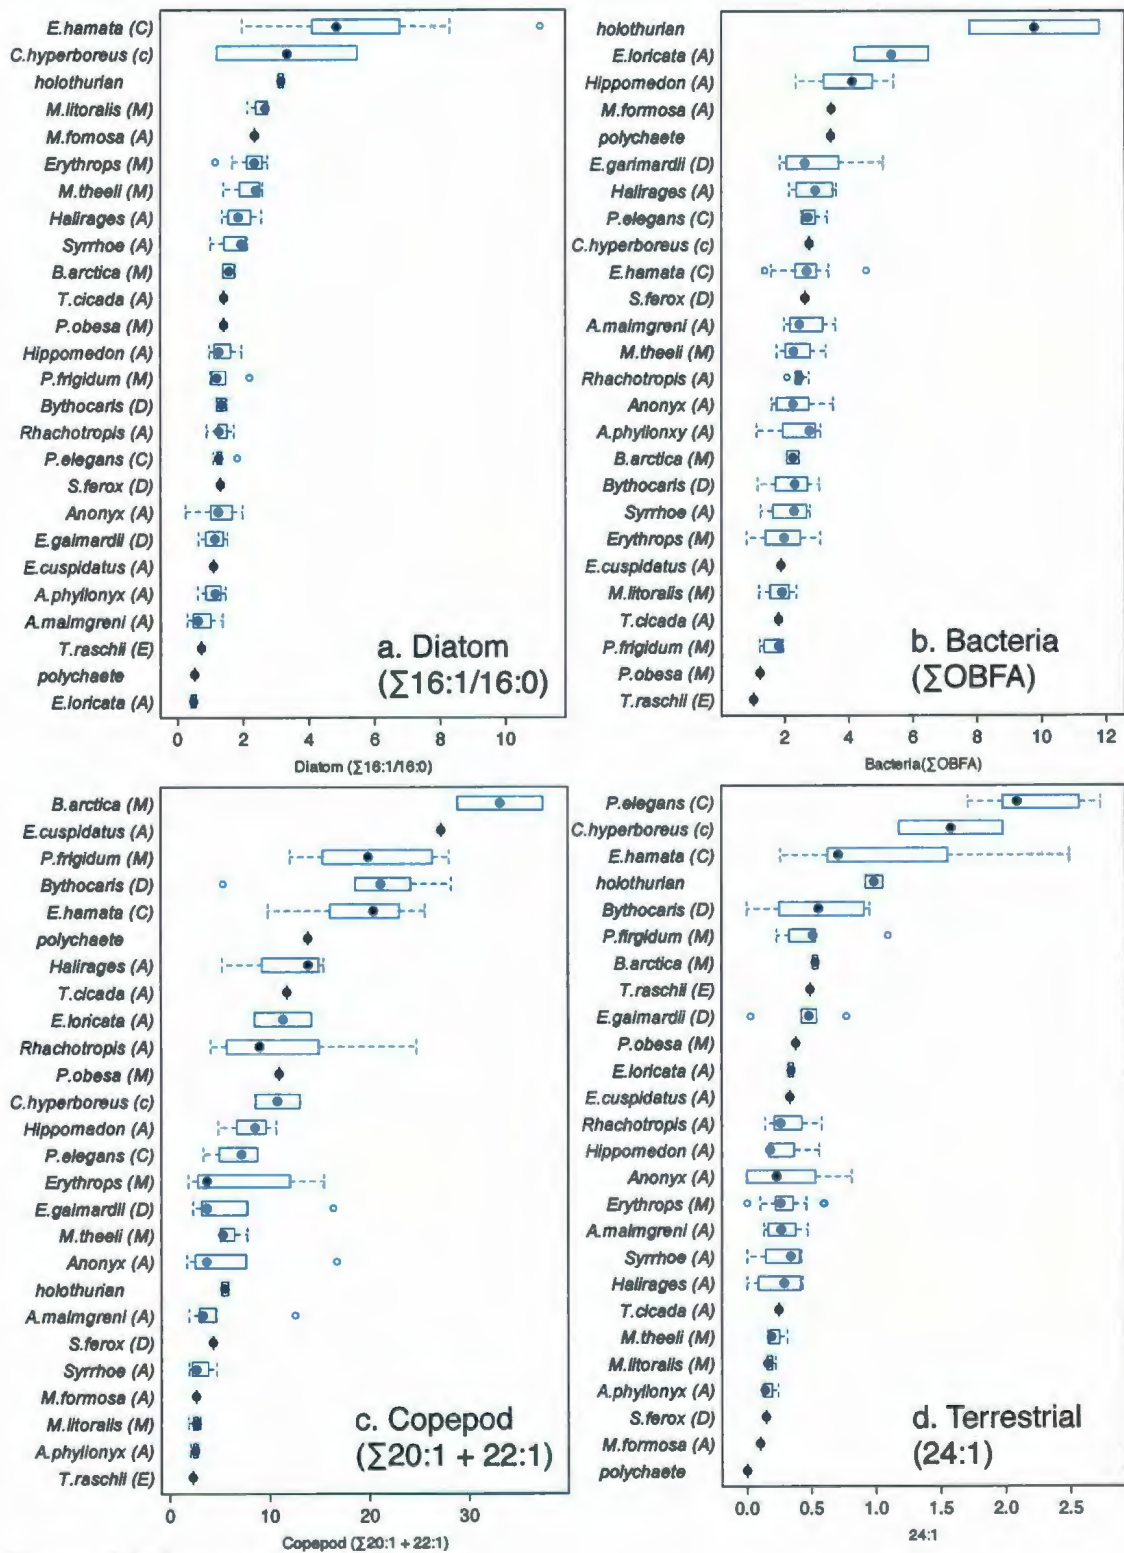 E.hamata (C)
C.hyperboreus (c)
holothurian
M.litoralis (M)
M.fomosa (A)
Erythrops (M)
M.theeli (M)
Halirages (A)
Syrrhoe (A)
B.arctica (M)
T.cicada (A)
P.obesa (M)
Hippomedon (A)
P.frigidum (M)
Bythocaris (D)
Rhachotropis (A)
P.elegans (C)
S.ferox (D)
Anonyx (A)
E.gaimardii (D)
E.cuspidatus (A)
A.phyllonyx (A)
A.malmgreni (A)
T.raschii (E)
polychaete
E.loricata (A)
a. Diatom
(∑16:1/16:0)
0 2 4 6 8 10
Diatom (∑16:1/16:0)
holothurian
E.loricata (A)
Hippomedon (A)
M.formosa (A)
polychaete
E.garimardii (D)
Halirages (A)
P.elegans (C)
C.hyperboreus (c)
E.hamata (C)
S.ferox (D)
A.malmgreni (A)
M.theeli (M)
Rhachotropis (A)
Anonyx (A)
A.phyllonxy (A)
B.arctica (M)
Bythocaris (D)
Syrrhoe (A)
Erythrops (M)
E.cuspidatus (A)
M.litoralis (M)
T.cicada (A)
P.frigidum (M)
P.obesa (M)
T.raschii (E)
b. Bacteria
(∑OBFA)
2 4 6 8 10 12
Bacteria(∑OBFA)
B.arctica (M)
E.cuspidatus (A)
P.frigidum (M)
Bythocaris (D)
E.hamata (C)
polychaete
Halirages (A)
T.cicada (A)
E.loricata (A)
Rhachotropis (A)
P.obesa (M)
C.hyperboreus (c)
Hippomedon (A)
P.elegans (C)
Erythrops (M)
E.gaimardii (D)
M.theeli (M)
Anonyx (A)
holothurian
A.malmgreni (A)
S.ferox (D)
Syrrhoe (A)
M.formosa (A)
M.litoralis (M)
A.phyllonyx (A)
T.raschii (E)
c. Copepod
(∑20:1 + 22:1)
0 10 20 30
Copepod (∑20:1 + 22:1)
P.elegans (C)
C.hyperboreus (c)
E.hamata (C)
holothurian
Bythocaris (D)
P.firgidum (M)
B.arctica (M)
T.raschii (E)
E.gaimardii (D)
P.obesa (M)
E.loricata (A)
E.cuspidatus (A)
Rhachotropis (A)
Hippomedon (A)
Anonyx (A)
Erythrops (M)
A.malmgreni (A)
Syrrhoe (A)
Halirages (A)
T.cicada (A)
M.theeli (M)
M.litoralis (M)
A.phyllonyx (A)
S.ferox (D)
M.formosa (A)
polychaete
d. Terrestrial
(24:1)
0.0 0.5 1.0 1.5 2.0 2.5
24:1